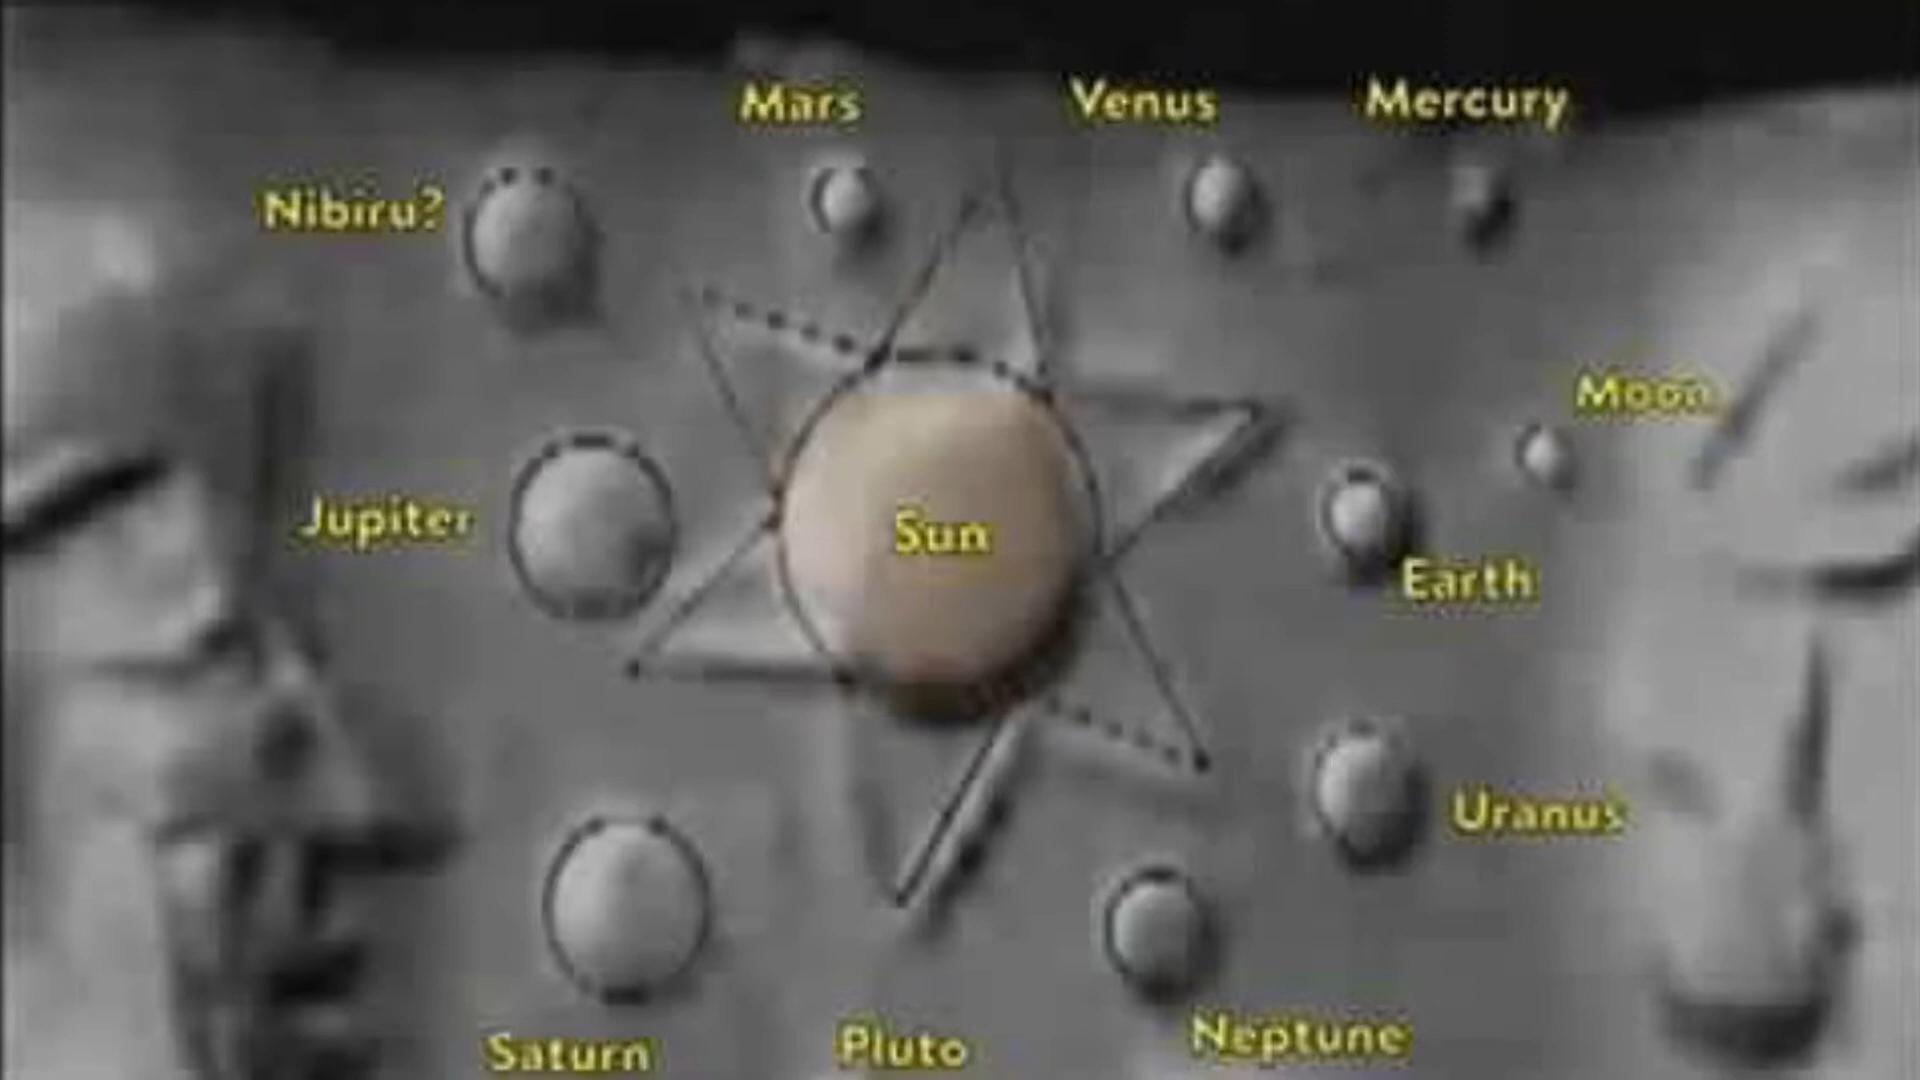 Mars
Venus
Mercury
Nibiru?
Moon
Jupiter
Sun
Earth
Uranus
Saturn
Pluto
Neptune